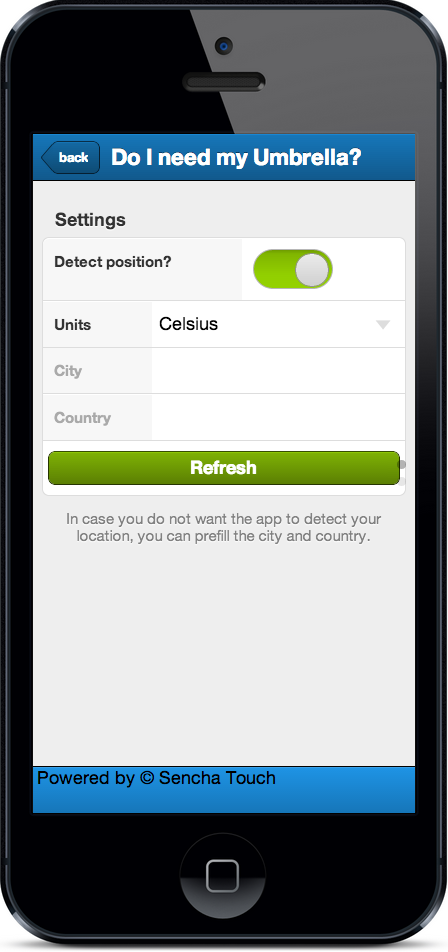 back
Do I need my Umbrella?
Settings
Detect position?
Units
Celsius
City
Country
Refresh
In case you do not want the app to detect your
location, you can prefill the city and country.
Powered by © Sencha Touch